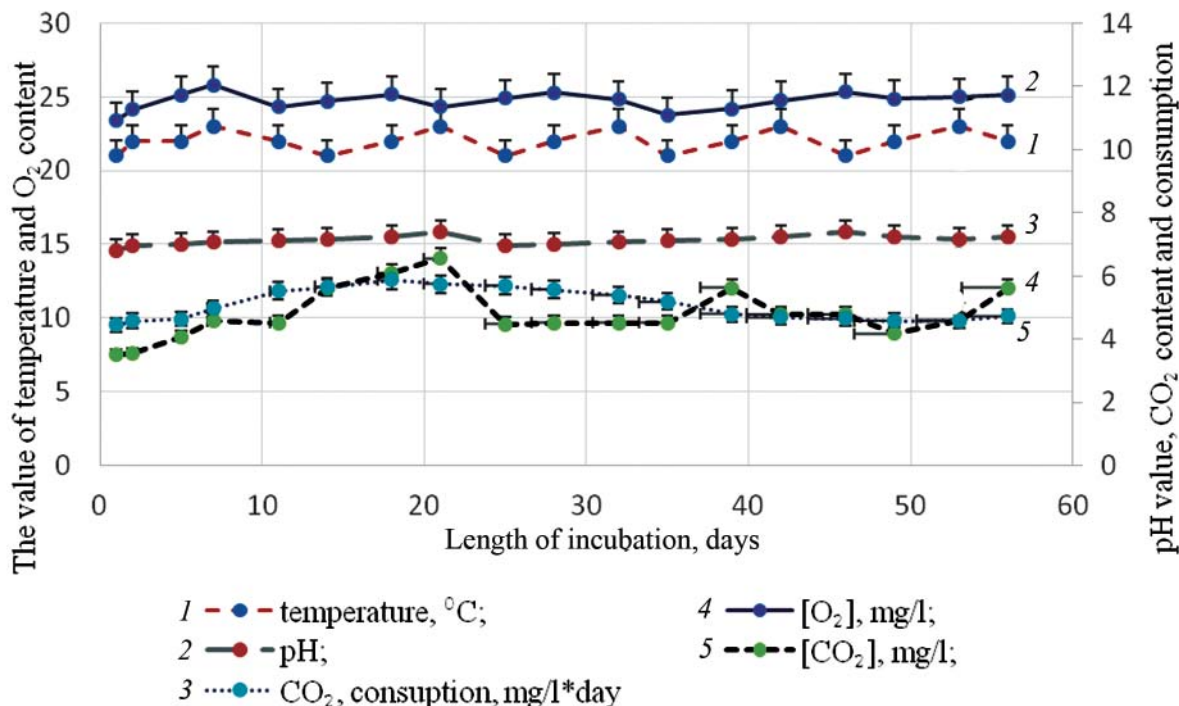 The value of temperature and O₂ content
30
25
20
15
10
5
0
14
12
10
8
6
4
2
0
pH value, CO₂ content and consumption
2
1
3
4
5
0 10 20 30 40 50 60
Length of incubation, days
1 temperature, ⁰C;
2 pH;
3 CO₂, consuption, mg/l*day
4 [O₂], mg/l;
5 [CO₂], mg/l;